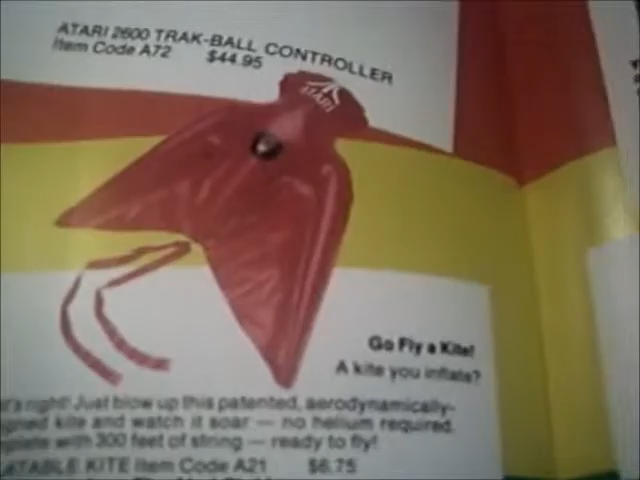 ATARI 2600 TRAK-BALL CONTROLLER
Item Code A72 $44.95
ATARI
Go Fly a Kite!
A kite you inflate?
right! Just blow up this patented, aerodynamically-
kite and watch it soar — no helium required.
with 300 feet of string — ready to fly!
KITE Item Code A21 $6.75